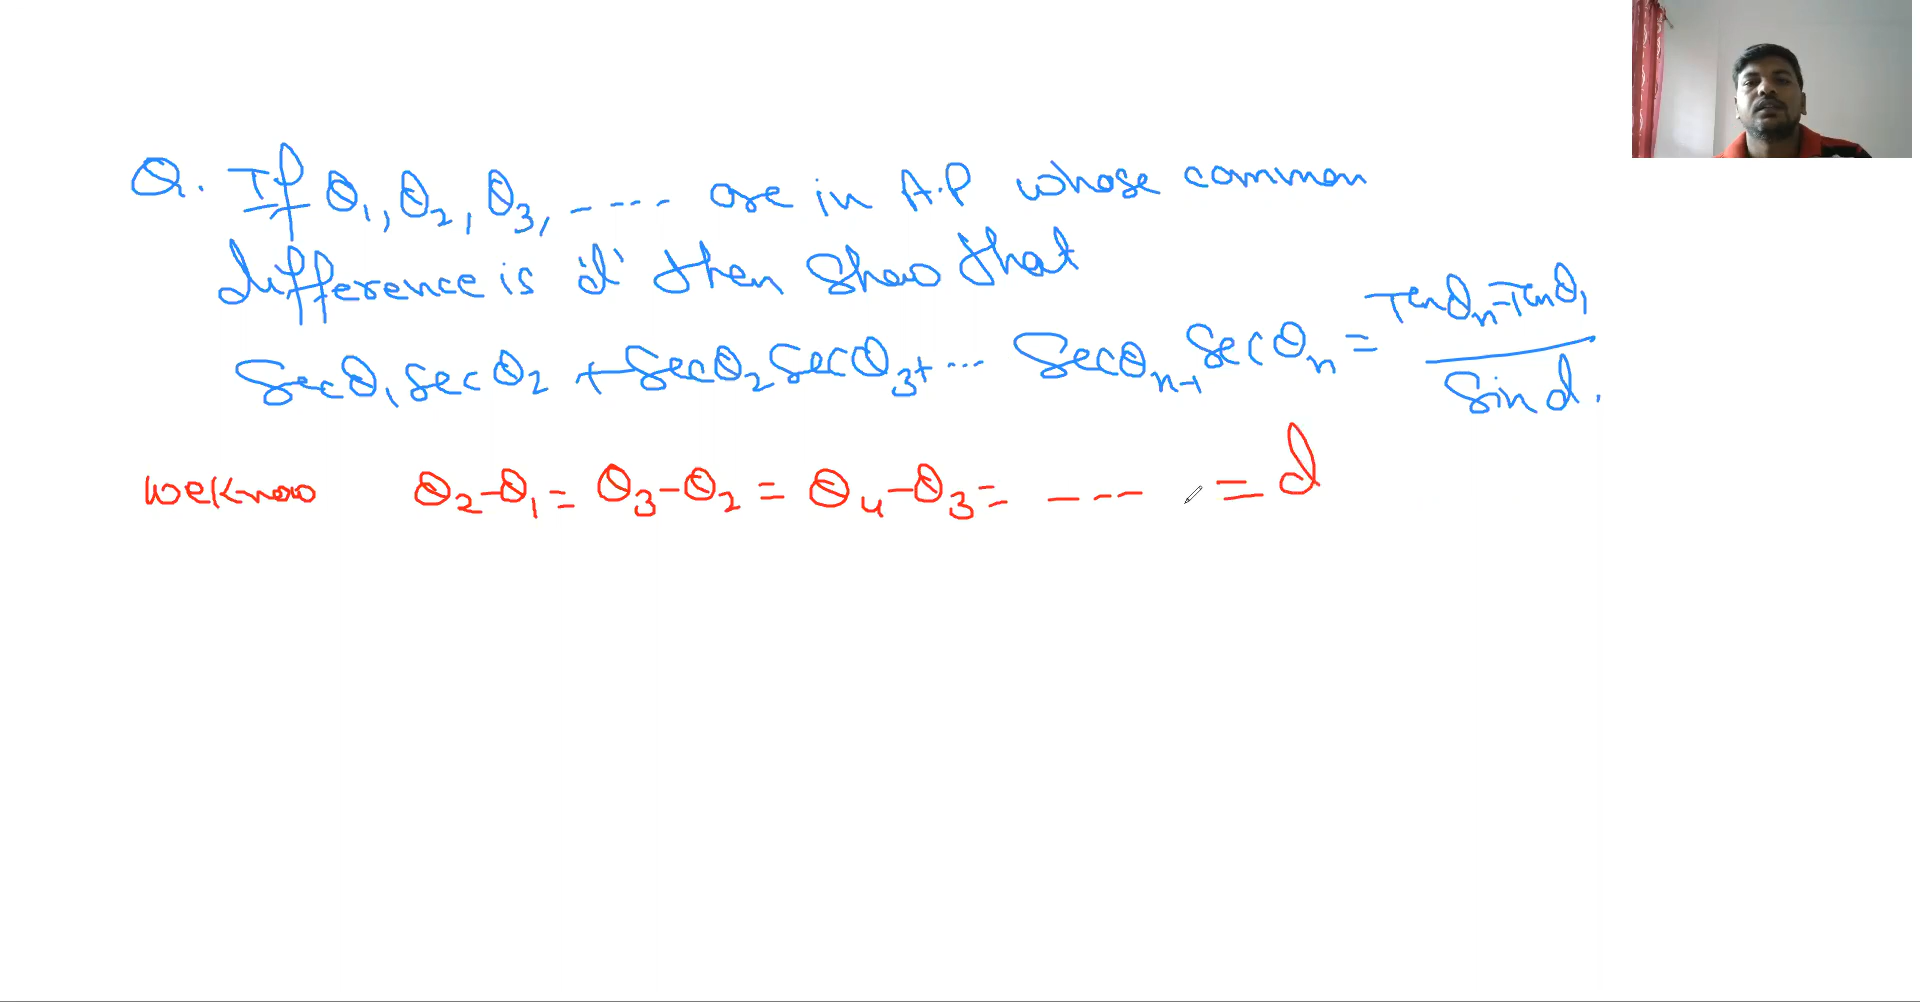 Q. If θ₁, θ₂, θ₃, ---- are in A.P whose common
difference is 'd' then show that
Secθ₁ secθ₂ + Secθ₂ Secθ₃ + ... Secθₙ₋₁ Secθₙ = (Tanθₙ - Tanθ₁) / Sin d.
we know θ₂-θ₁ = θ₃-θ₂ = θ₄-θ₃ = ---- = d